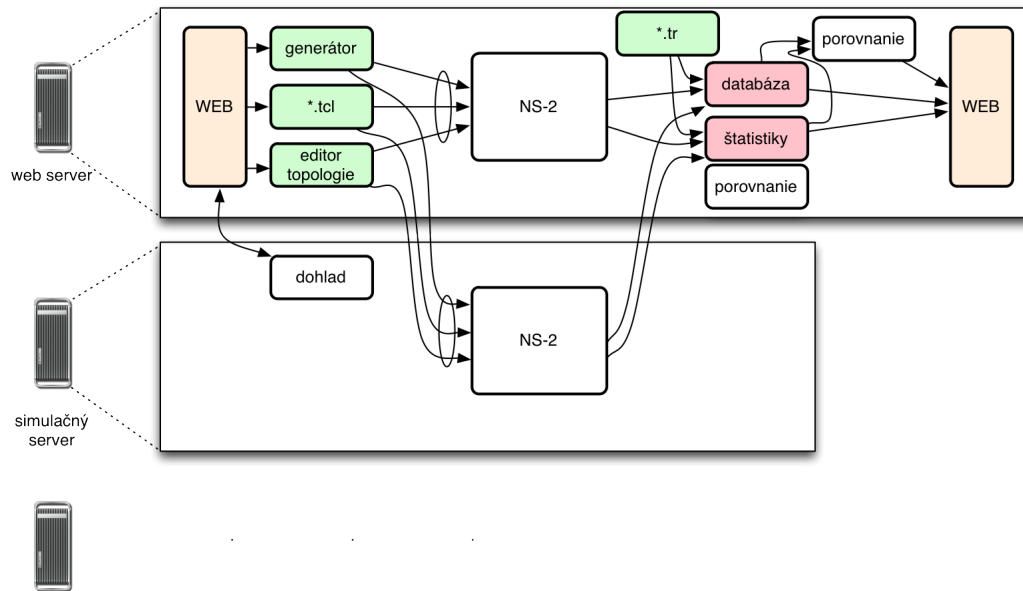 web server
WEB
generátor
*.tcl
editor
topologie
NS-2
*.tr
databáza
štatistiky
porovnanie
porovnanie
WEB
simulačný
server
dohlad
NS-2
. . .